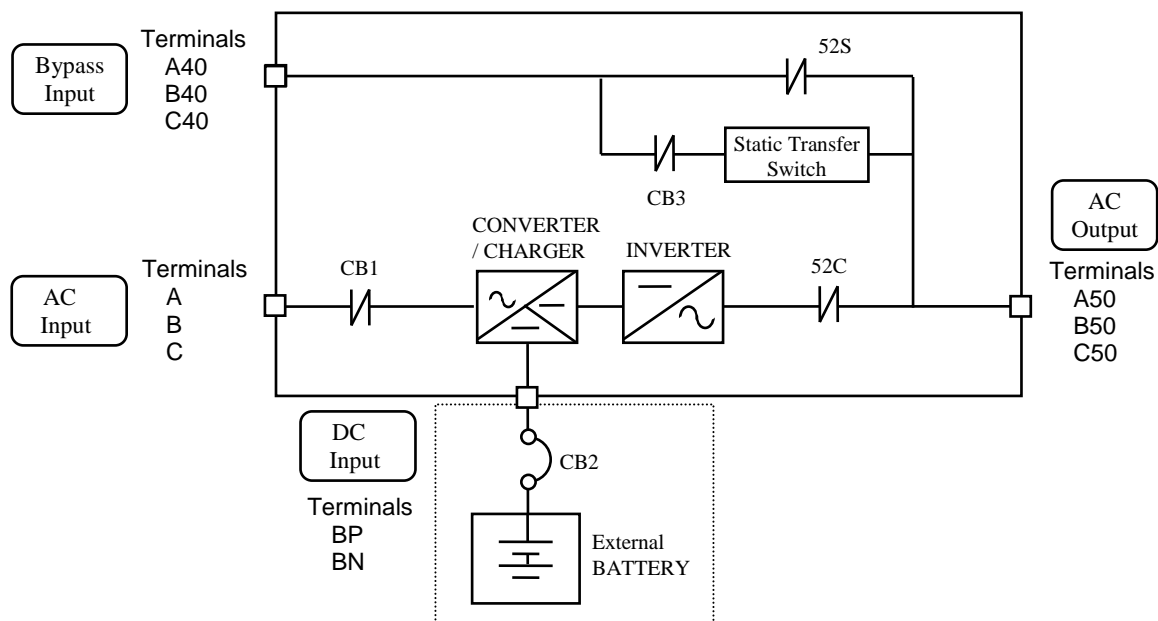 Terminals
A40
B40
C40
Bypass
Input
52S
Static Transfer
Switch
CB3
AC
Output
Terminals
A50
B50
C50
CONVERTER
/ CHARGER
INVERTER
CB1
52C
Terminals
A
B
C
AC
Input
DC
Input
Terminals
BP
BN
CB2
External
BATTERY